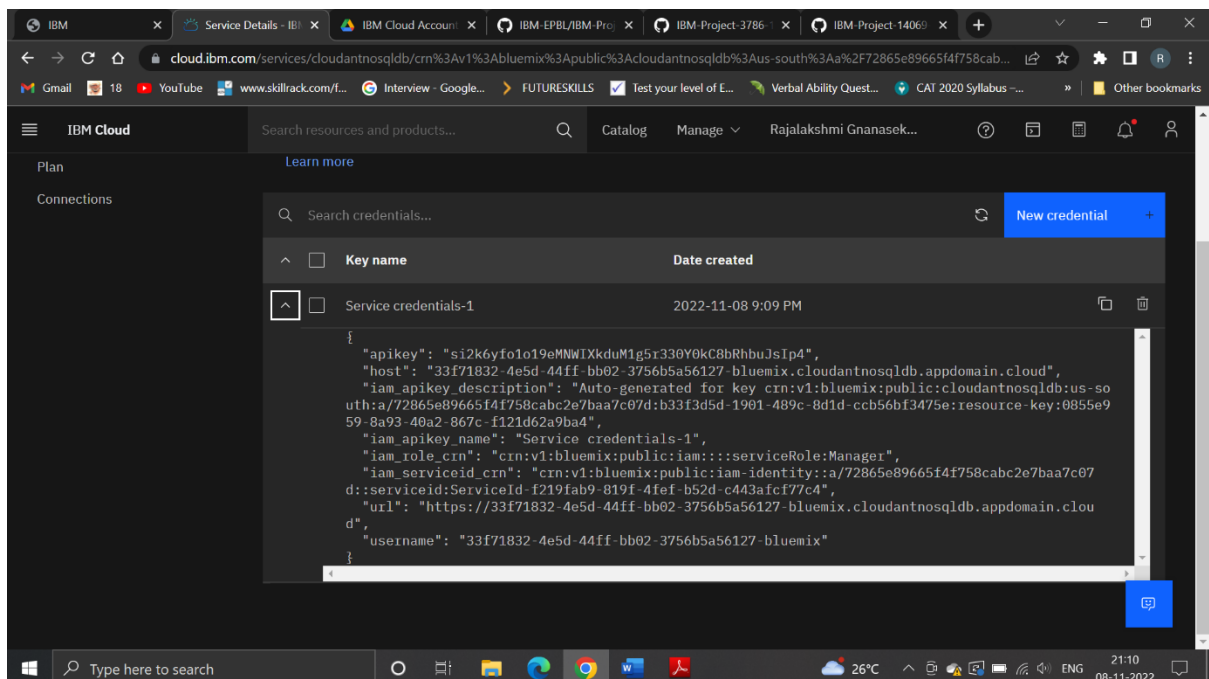 IBM
Service Details - IBM
IBM Cloud Account
IBM-EPBL/IBM-Proj
IBM-Project-3786-1
IBM-Project-14069
cloud.ibm.com/services/cloudantnosqldb/crn%3Av1%3Abluemix%3Apublic%3Acloudantnosqldb%3Aus-south%3Aa%2F72865e89665f4f758cab...
R
Gmail
18
YouTube
www.skillrack.com/f...
Interview - Google...
FUTURESKILLS
Test your level of E...
Verbal Ability Quest...
CAT 2020 Syllabus –...
»
Other bookmarks
IBM Cloud
Search resources and products...
Catalog
Manage
Rajalakshmi Gnanasek...
Plan
Learn more
Connections
Search credentials...
New credential +
Key name
Date created
Service credentials-1
2022-11-08 9:09 PM
{
"apikey": "si2k6yfo1o19eMNWIXkduM1g5r330Y0kC8bRhbuJsIp4",
"host": "33f71832-4e5d-44ff-bb02-3756b5a56127-bluemix.cloudantnosqldb.appdomain.cloud",
"iam_apikey_description": "Auto-generated for key crn:v1:bluemix:public:cloudantnosqldb:us-so
uth:a/72865e89665f4f758cabc2e7baa7c07d:b33f3d5d-1901-489c-8d1d-ccb56bf3475e:resource-key:0855e9
59-8a93-40a2-867c-f121d62a9ba4",
"iam_apikey_name": "Service credentials-1",
"iam_role_crn": "crn:v1:bluemix:public:iam::::serviceRole:Manager",
"iam_serviceid_crn": "crn:v1:bluemix:public:iam-identity::a/72865e89665f4f758cabc2e7baa7c07
d::serviceid:ServiceId-f219fab9-819f-4fef-b52d-c443afcf77c4",
"url": "https://33f71832-4e5d-44ff-bb02-3756b5a56127-bluemix.cloudantnosqldb.appdomain.clou
d",
"username": "33f71832-4e5d-44ff-bb02-3756b5a56127-bluemix"
}
Type here to search
26°C
ENG
21:10
08-11-2022